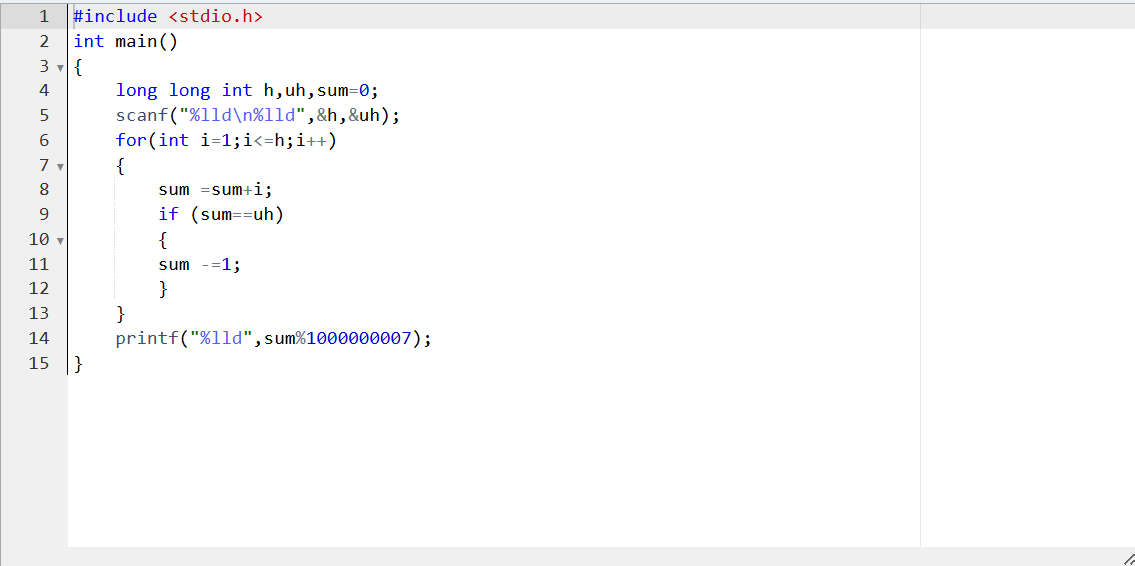 1 #include <stdio.h>
2 int main()
3 {
4 long long int h,uh,sum=0;
5 scanf("%lld\n%lld",&h,&uh);
6 for(int i=1;i<=h;i++)
7 {
8 sum =sum+i;
9 if (sum==uh)
10 {
11 sum -=1;
12 }
13 }
14 printf("%lld",sum%1000000007);
15 }